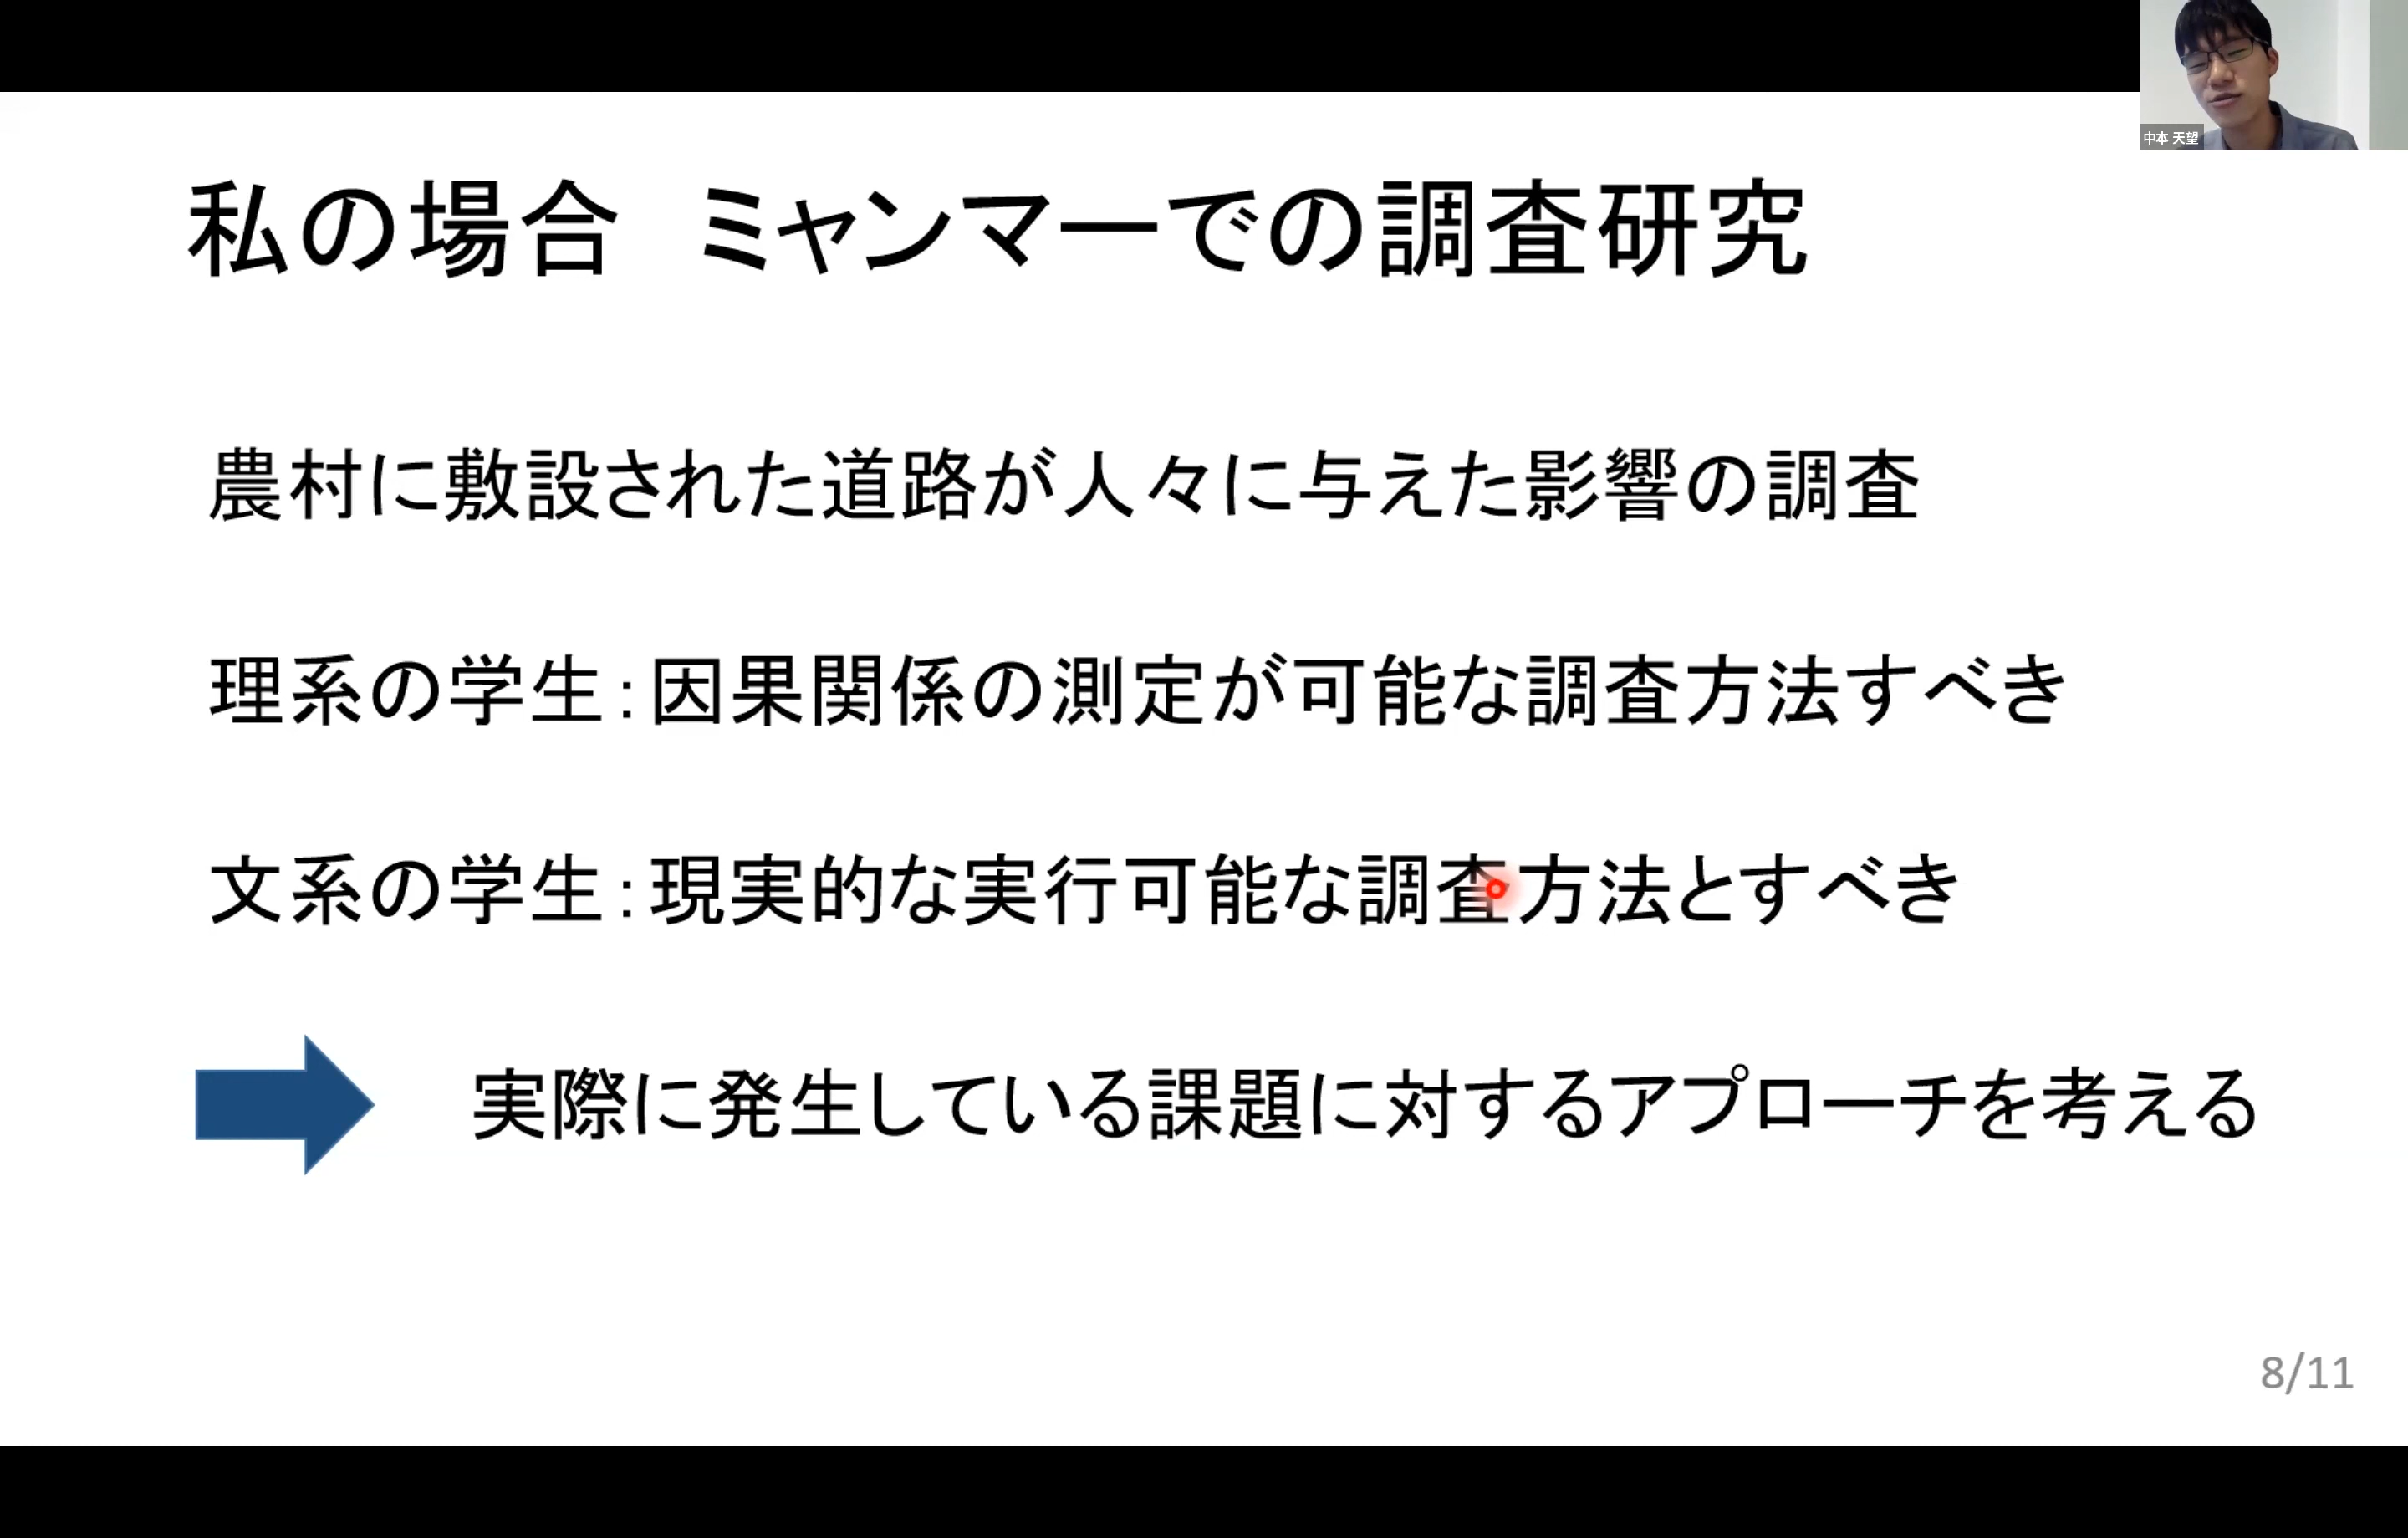 中本 天望
私の場合　ミャンマーでの調査研究
農村に敷設された道路が人々に与えた影響の調査
理系の学生：因果関係の測定が可能な調査方法すべき
文系の学生：現実的な実行可能な調査方法とすべき
実際に発生している課題に対するアプローチを考える
8/11